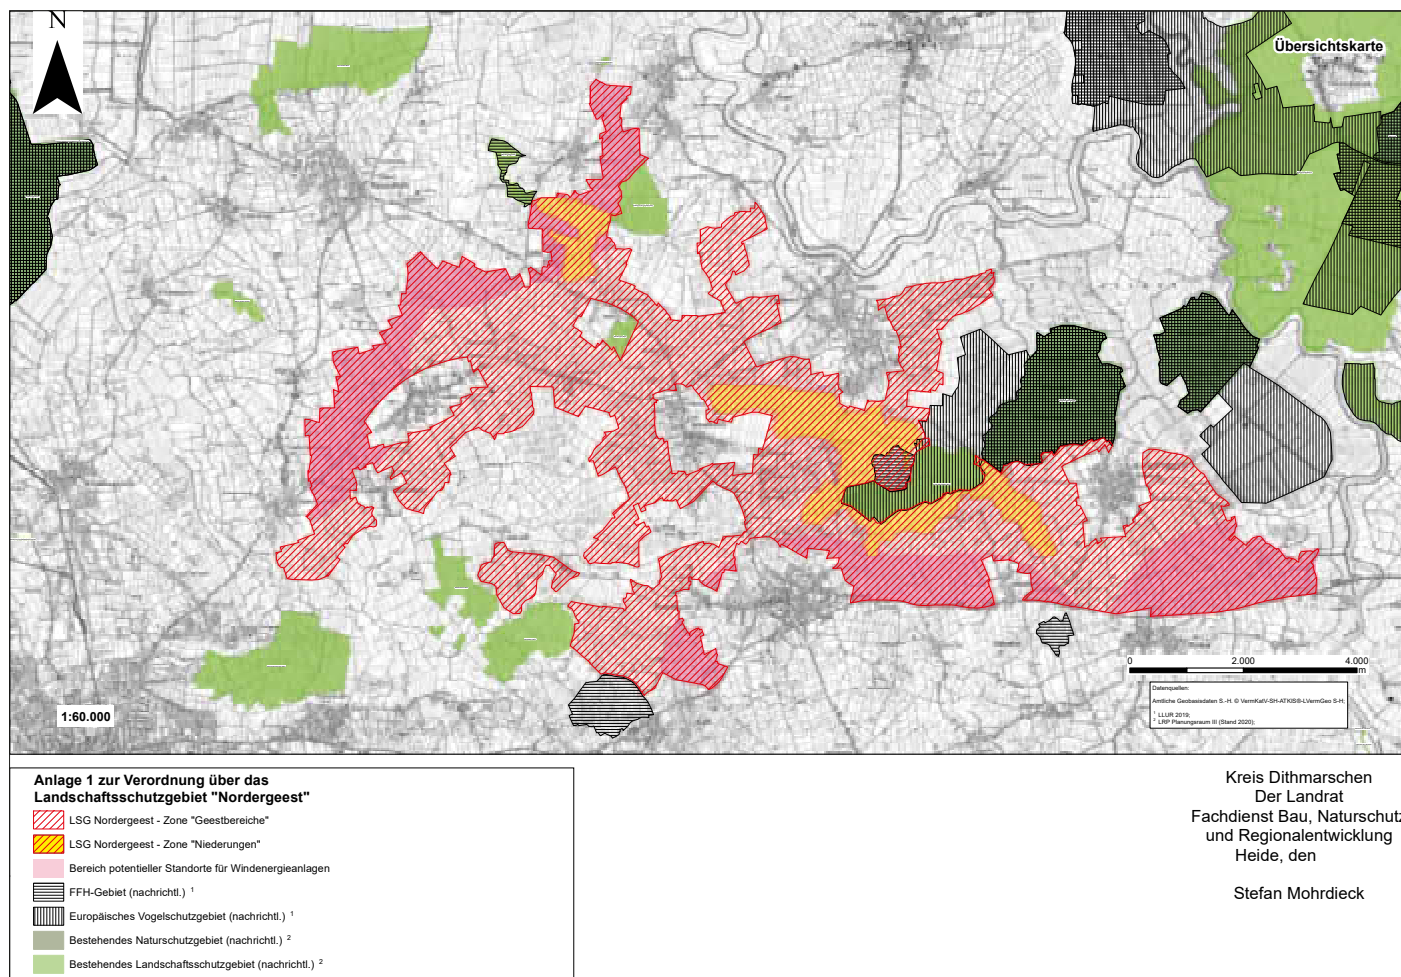 N
Übersichtskarte
1:60.000
0 2.000 4.000
m
Datenquellen:
Amtliche Geobasisdaten S.-H. © VermKatV-SH-ATKIS®-LVermGeo S-H;
1 LLUR 2019;
2 LRP Planungsraum III (Stand 2020);
Anlage 1 zur Verordnung über das
Landschaftsschutzgebiet "Nordergeest"
LSG Nordergeest - Zone "Geestbereiche"
LSG Nordergeest - Zone "Niederungen"
Bereich potentieller Standorte für Windenergieanlagen
FFH-Gebiet (nachrichtl.) 1
Europäisches Vogelschutzgebiet (nachrichtl.) 1
Bestehendes Naturschutzgebiet (nachrichtl.) 2
Bestehendes Landschaftsschutzgebiet (nachrichtl.) 2
Kreis Dithmarschen
Der Landrat
Fachdienst Bau, Naturschutz
und Regionalentwicklung
Heide, den
Stefan Mohrdieck